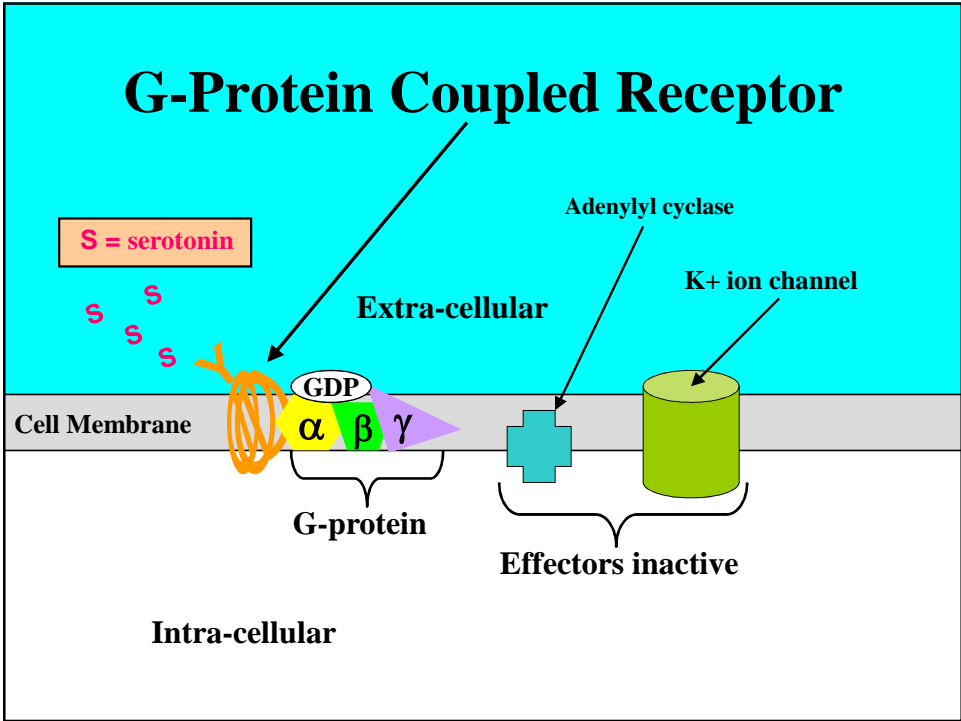 G-Protein Coupled Receptor
Adenylyl cyclase
S = serotonin
K+ ion channel
S
S
Extra-cellular
S
S
GDP
Cell Membrane
α β γ
G-protein
Effectors inactive
Intra-cellular